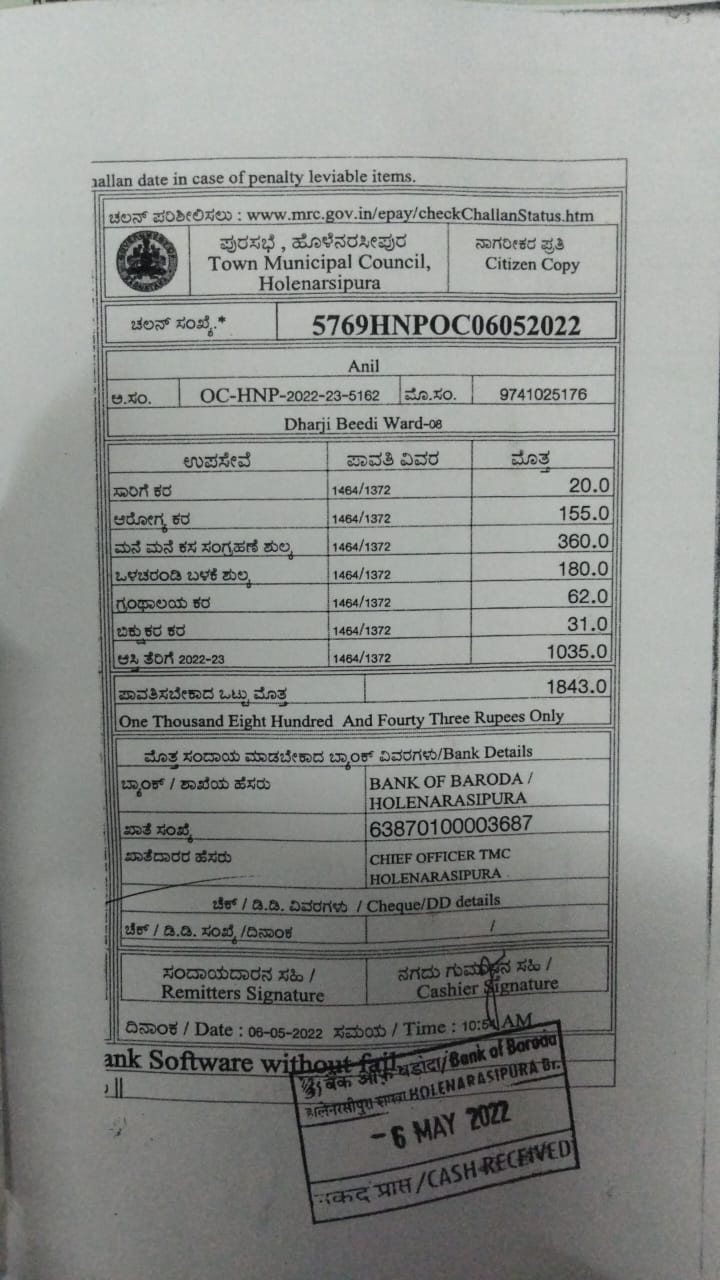 allan date in case of penalty leviable items.
ಚಲನ್ ಪರಿಶೀಲಿಸಲು : www.mrc.gov.in/epay/checkChallanStatus.htm
ಪುರಸಭೆ , ಹೊಳೆನರಸೀಪುರ
Town Municipal Council,
Holenarsipura
ನಾಗರೀಕರ ಪ್ರತಿ
Citizen Copy
ಚಲನ್ ಸಂಖ್ಯೆ.* 5769HNPOC06052022
Anil
ಅ.ಸಂ. OC-HNP-2022-23-5162 ಮೊ.ಸಂ. 9741025176
Dharji Beedi Ward-08
ಉಪಸೇವೆ ಪಾವತಿ ವಿವರ ಮೊತ್ತ
ಸಾರಿಗೆ ಕರ 1464/1372 20.0
ಆರೋಗ್ಯ ಕರ 1464/1372 155.0
ಮನೆ ಮನೆ ಕಸ ಸಂಗ್ರಹಣೆ ಶುಲ್ಕ 1464/1372 360.0
ಒಳಚರಂಡಿ ಬಳಕೆ ಶುಲ್ಕ 1464/1372 180.0
ಗ್ರಂಥಾಲಯ ಕರ 1464/1372 62.0
ಬಿಕ್ಷುಕರ ಕರ 1464/1372 31.0
ಆಸ್ತಿ ತೆರಿಗೆ 2022-23 1464/1372 1035.0
ಪಾವತಿಸಬೇಕಾದ ಒಟ್ಟು ಮೊತ್ತ 1843.0
One Thousand Eight Hundred And Fourty Three Rupees Only
ಮೊತ್ತ ಸಂದಾಯ ಮಾಡಬೇಕಾದ ಬ್ಯಾಂಕ್ ವಿವರಗಳು/Bank Details
ಬ್ಯಾಂಕ್ / ಶಾಖೆಯ ಹೆಸರು BANK OF BARODA /
HOLENARASIPURA
ಖಾತೆ ಸಂಖ್ಯೆ 63870100003687
ಖಾತೆದಾರರ ಹೆಸರು CHIEF OFFICER TMC
HOLENARASIPURA
ಚೆಕ್ / ಡಿ.ಡಿ. ವಿವರಗಳು / Cheque/DD details
ಚೆಕ್ / ಡಿ.ಡಿ. ಸಂಖ್ಯೆ /ದಿನಾಂಕ /
ಸಂದಾಯದಾರನ ಸಹಿ /
Remitters Signature
ನಗದು ಗುಮಾಸ್ತನ ಸಹಿ /
Cashier Signature
ದಿನಾಂಕ / Date : 06-05-2022 ಸಮಯ / Time : 10:54 AM
ank Software without fail
बैंक ऑफ़ बड़ौदा/Bank of Baroda
शाखा HOLENARASIPURA Br.
- 6 MAY 2022
नकद प्राप्त/CASH RECEIVED